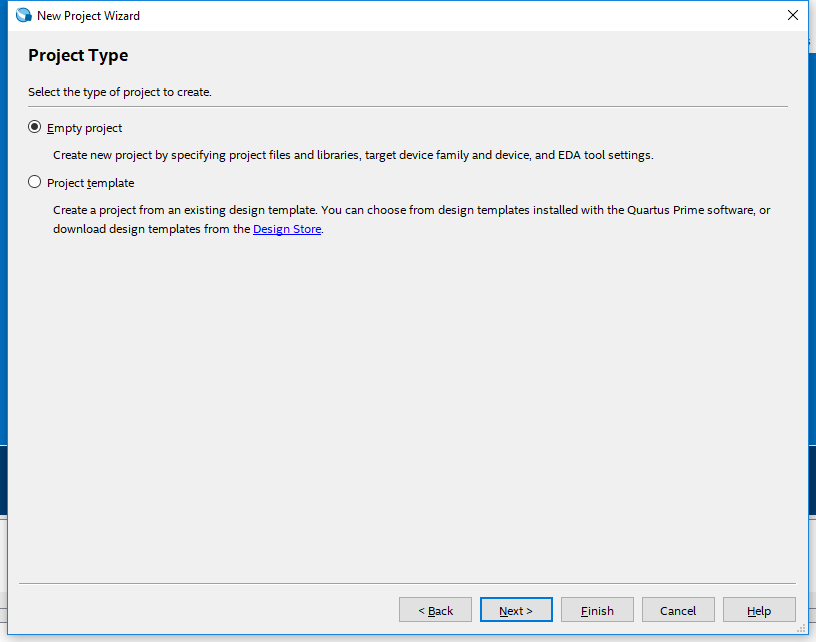 New Project Wizard
Project Type
Select the type of project to create.
Empty project
Create new project by specifying project files and libraries, target device family and device, and EDA tool settings.
Project template
Create a project from an existing design template. You can choose from design templates installed with the Quartus Prime software, or
download design templates from the Design Store.
< Back
Next >
Finish
Cancel
Help